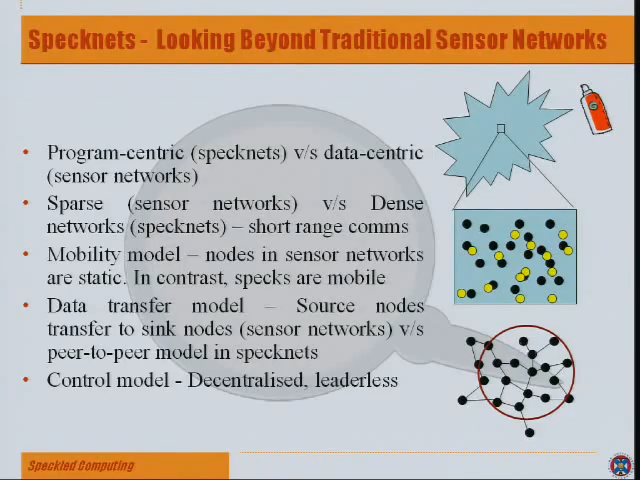 Specknets - Looking Beyond Traditional Sensor Networks
• Program-centric (specknets) v/s data-centric
(sensor networks)
• Sparse (sensor networks) v/s Dense
networks (specknets) – short range comms
• Mobility model – nodes in sensor networks
are static. In contrast, specks are mobile
• Data transfer model – Source nodes
transfer to sink nodes (sensor networks) v/s
peer-to-peer model in specknets
• Control model - Decentralised, leaderless
Speckled Computing